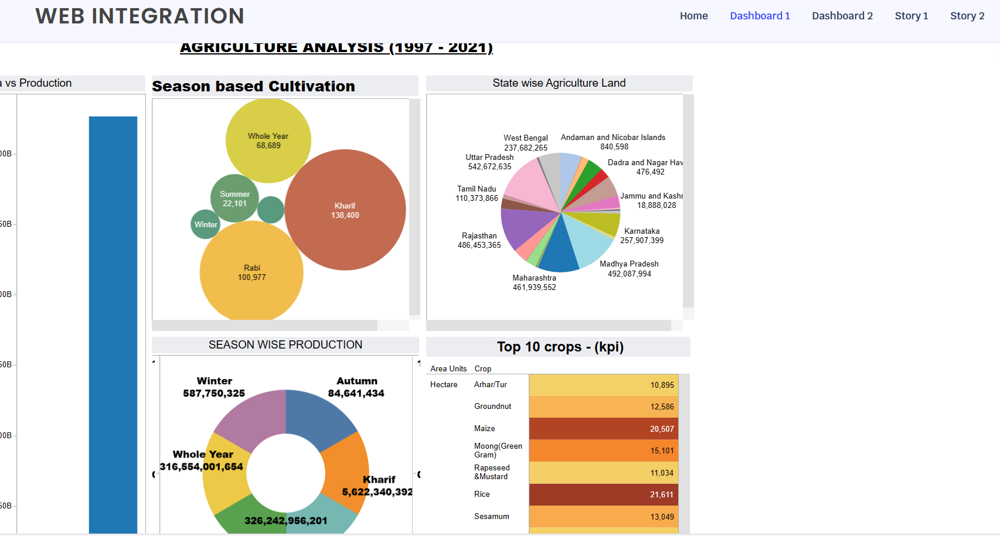 WEB INTEGRATION
Home
Dashboard 1
Dashboard 2
Story 1
Story 2
AGRICULTURE ANALYSIS (1997 - 2021)
vs Production
Season based Cultivation
State wise Agriculture Land
Whole Year
68,689
Summer
22,101
Winter
Kharif
138,400
Rabi
100,977
West Bengal
237,682,265
Andaman and Nicobar Islands
840,598
Uttar Pradesh
542,672,635
Dadra and Nagar Hav
476,492
Tamil Nadu
110,373,866
Jammu and Kashr
18,888,028
Rajasthan
486,453,365
Karnataka
257,907,399
Madhya Pradesh
492,087,994
Maharashtra
461,939,552
00B
50B
00B
50B
00B
50B
SEASON WISE PRODUCTION
Winter
587,750,325
Autumn
84,641,434
Whole Year
316,554,001,654
Kharif
5,622,340,392
326,242,956,201
Top 10 crops - (kpi)
Area Units Crop
Hectare Arhar/Tur 10,895
Groundnut 12,586
Maize 20,507
Moong(Green
Gram) 15,101
Rapeseed
&Mustard 11,034
Rice 21,611
Sesamum 13,049